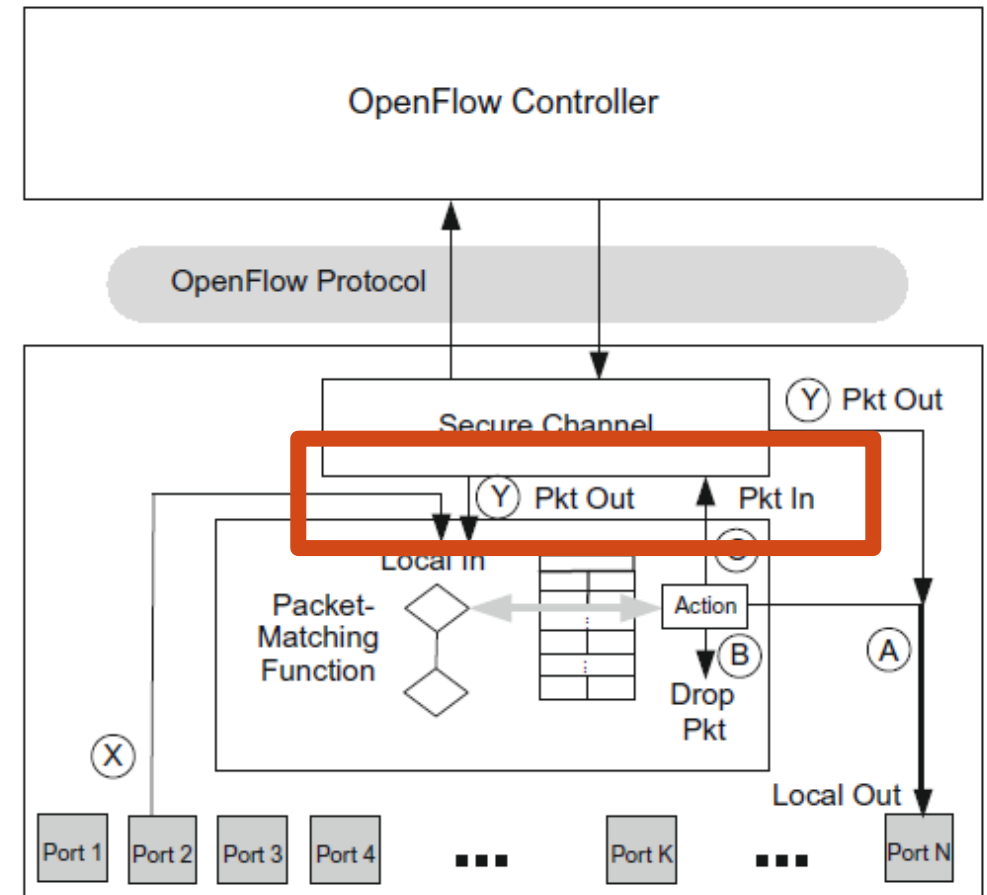 OpenFlow Controller
OpenFlow Protocol
Secure Channel
Y Pkt Out
Y Pkt Out
Pkt In
Local In
C
Packet-
Matching
Function
Action
B
A
Drop
Pkt
X
Local Out
Port 1
Port 2
Port 3
Port 4
Port K
Port N